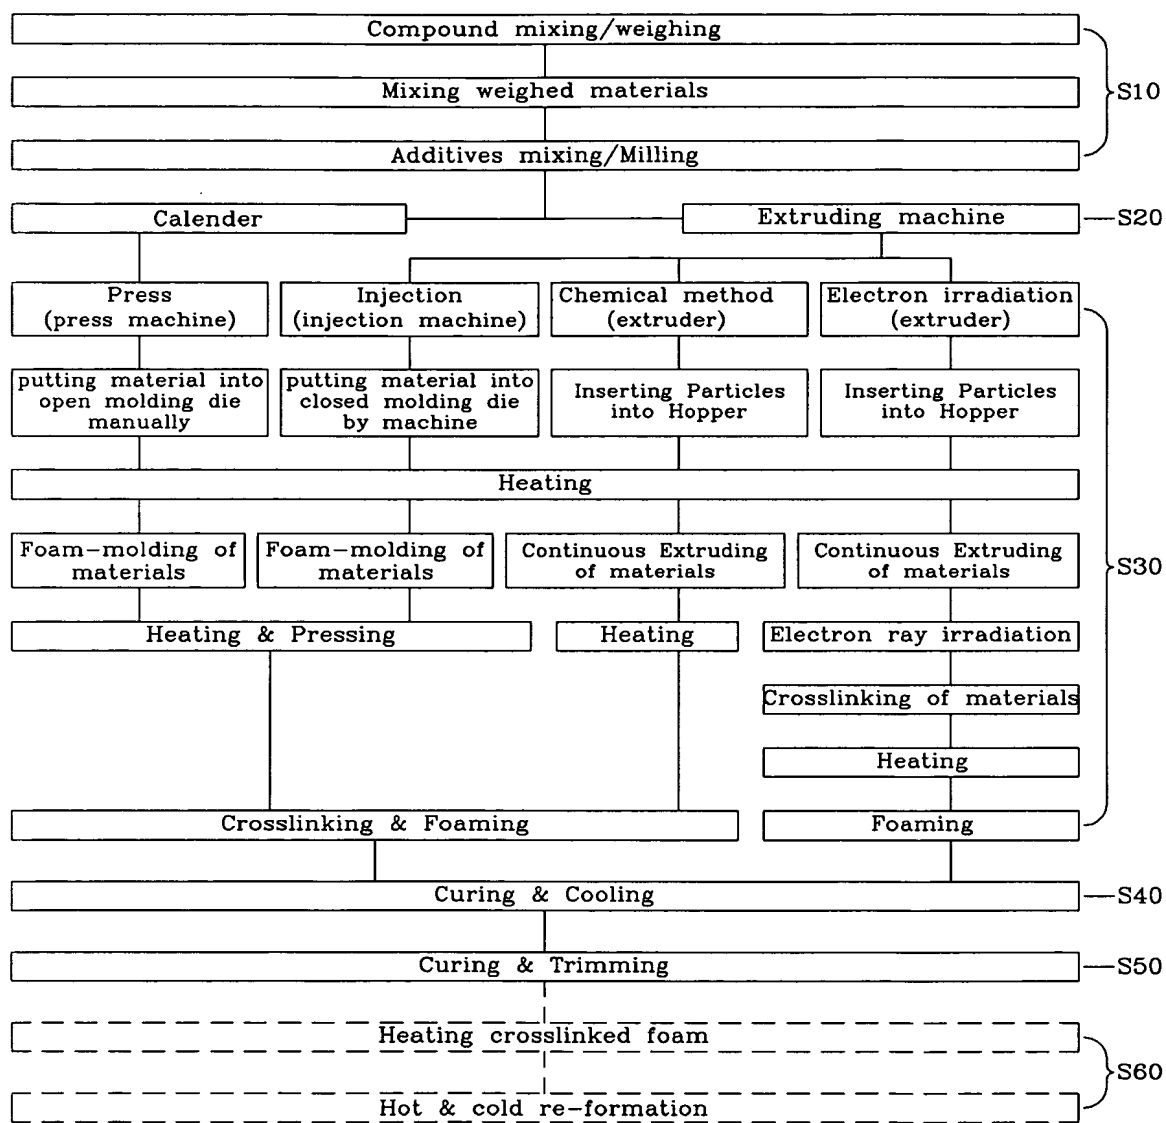 Compound mixing/weighing
Mixing weighed materials
S10
Additives mixing/Milling
Calender
Extruding machine
S20
Press
(press machine)
Injection
(injection machine)
Chemical method
(extruder)
Electron irradiation
(extruder)
putting material into
open molding die
manually
putting material into
closed molding die
by machine
Inserting Particles
into Hopper
Inserting Particles
into Hopper
Heating
Foam-molding of
materials
Foam-molding of
materials
Continuous Extruding
of materials
Continuous Extruding
of materials
S30
Heating & Pressing
Heating
Electron ray irradiation
Crosslinking of materials
Heating
Crosslinking & Foaming
Foaming
Curing & Cooling
S40
Curing & Trimming
S50
Heating crosslinked foam
S60
Hot & cold re-formation